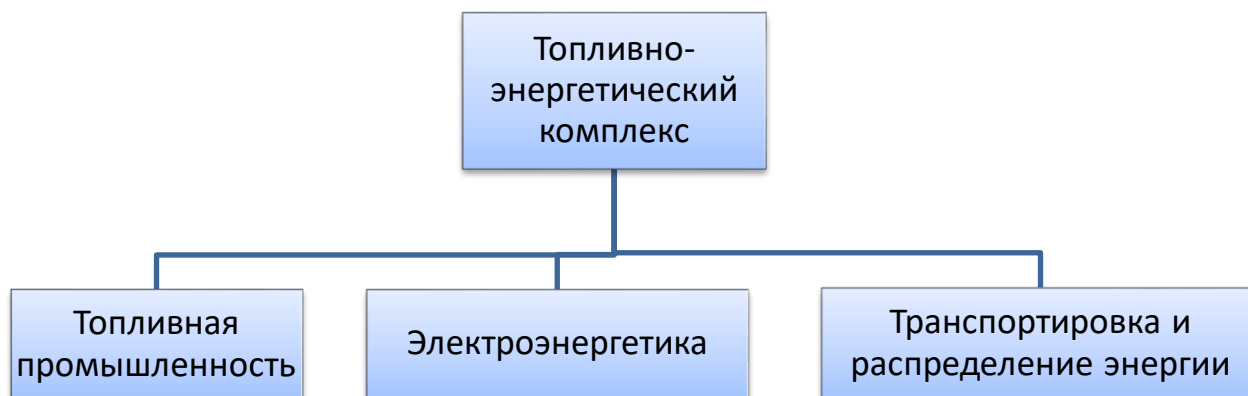 Топливно-
энергетический
комплекс
Топливная
промышленность
Электроэнергетика
Транспортировка и
распределение энергии